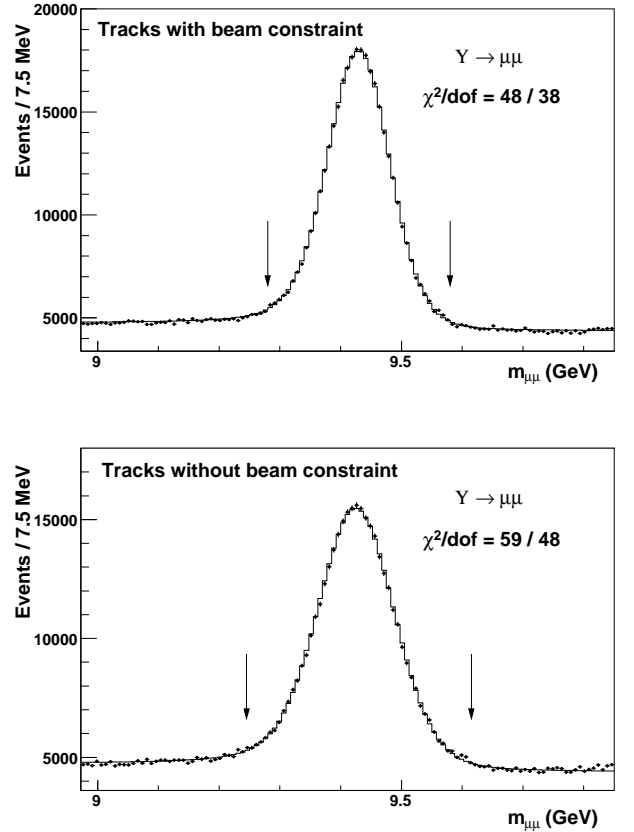 Tracks with beam constraint
Υ → μμ
χ²/dof = 48 / 38
Events / 7.5 MeV
20000
15000
10000
5000
9
9.5
m_μμ (GeV)
Tracks without beam constraint
Υ → μμ
χ²/dof = 59 / 48
Events / 7.5 MeV
15000
10000
5000
9
9.5
m_μμ (GeV)